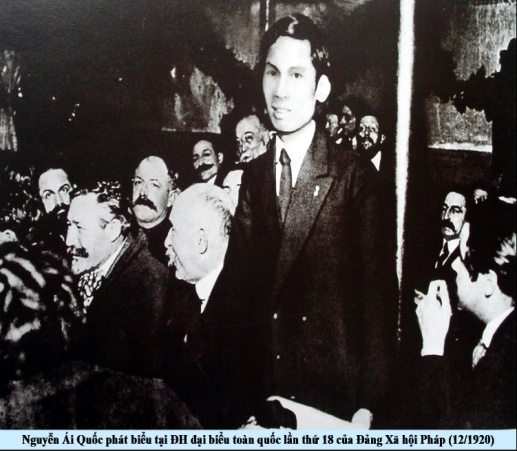 Nguyễn Ái Quốc phát biểu tại ĐH dại biểu toàn quốc lần thứ 18 của Đảng Xã hội Pháp (12/1920)